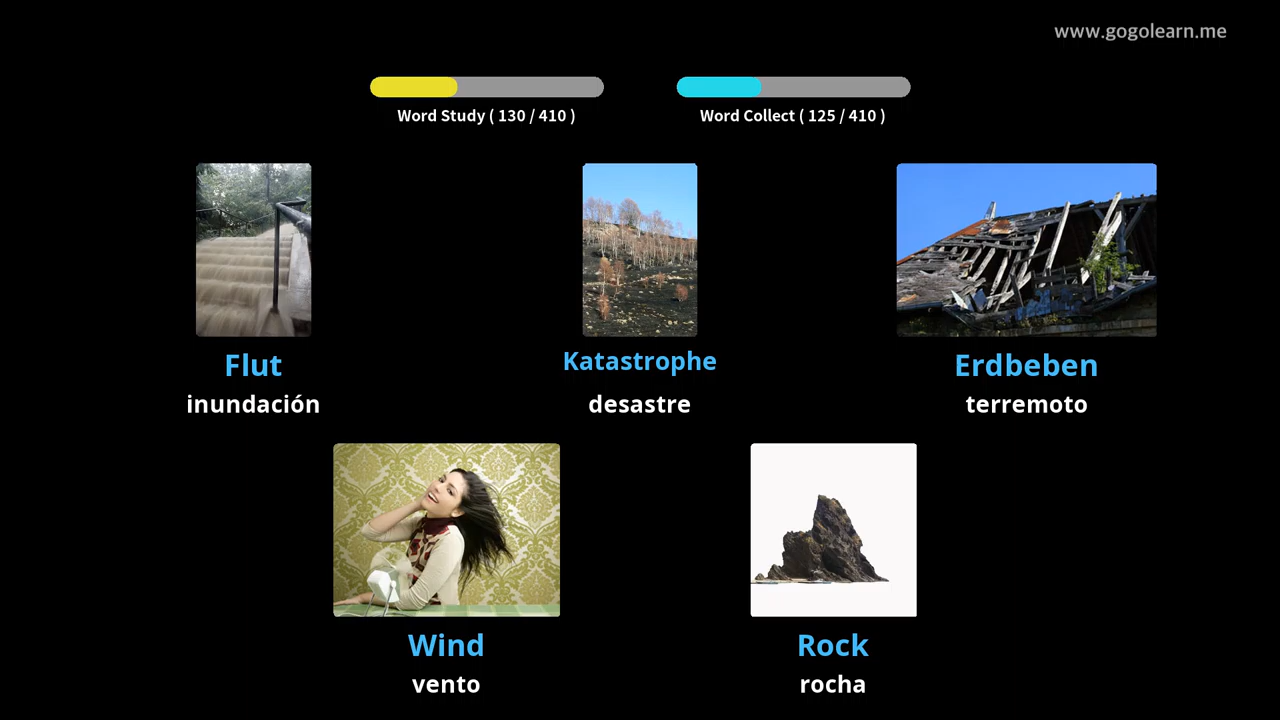 www.gogolearn.me
Word Study ( 130 / 410 )
Word Collect ( 125 / 410 )
Flut
inundación
Katastrophe
desastre
Erdbeben
terremoto
Wind
vento
Rock
rocha